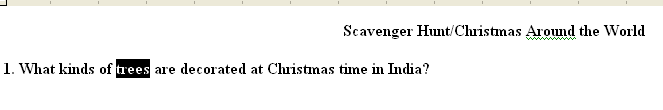 Scavenger Hunt/Christmas Around the World
1. What kinds of trees are decorated at Christmas time in India?